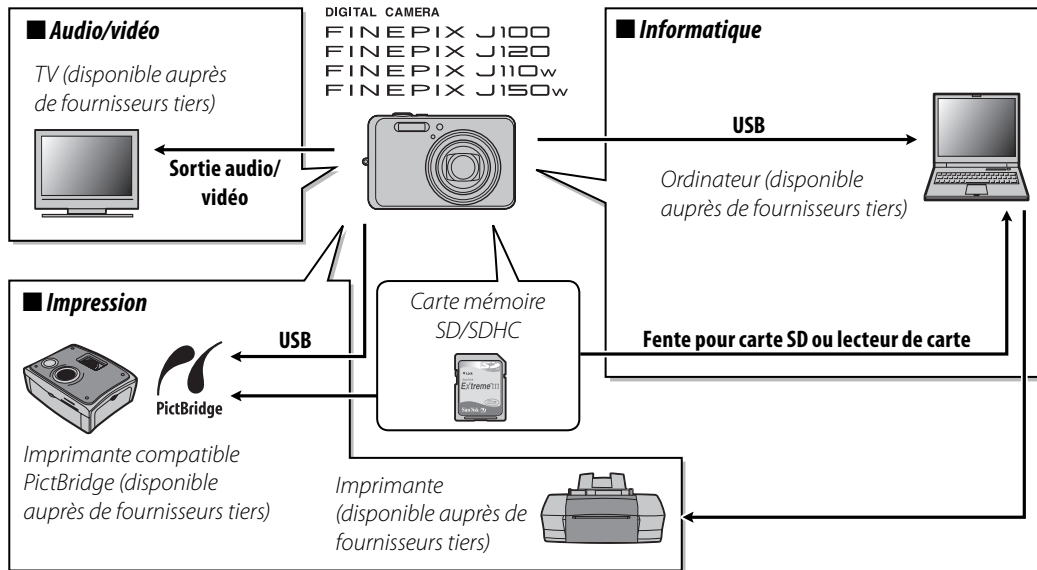 DIGITAL CAMERA
FINEPIX J100
FINEPIX J120
FINEPIX J110w
FINEPIX J150w
■ Audio/vidéo
TV (disponible auprès
de fournisseurs tiers)
Sortie audio/
vidéo
■ Informatique
USB
Ordinateur (disponible
auprès de fournisseurs tiers)
■ Impression
USB
PictBridge
Imprimante compatible
PictBridge (disponible
auprès de fournisseurs tiers)
Carte mémoire
SD/SDHC
Extreme III
SanDisk
Fente pour carte SD ou lecteur de carte
Imprimante
(disponible auprès de
fournisseurs tiers)